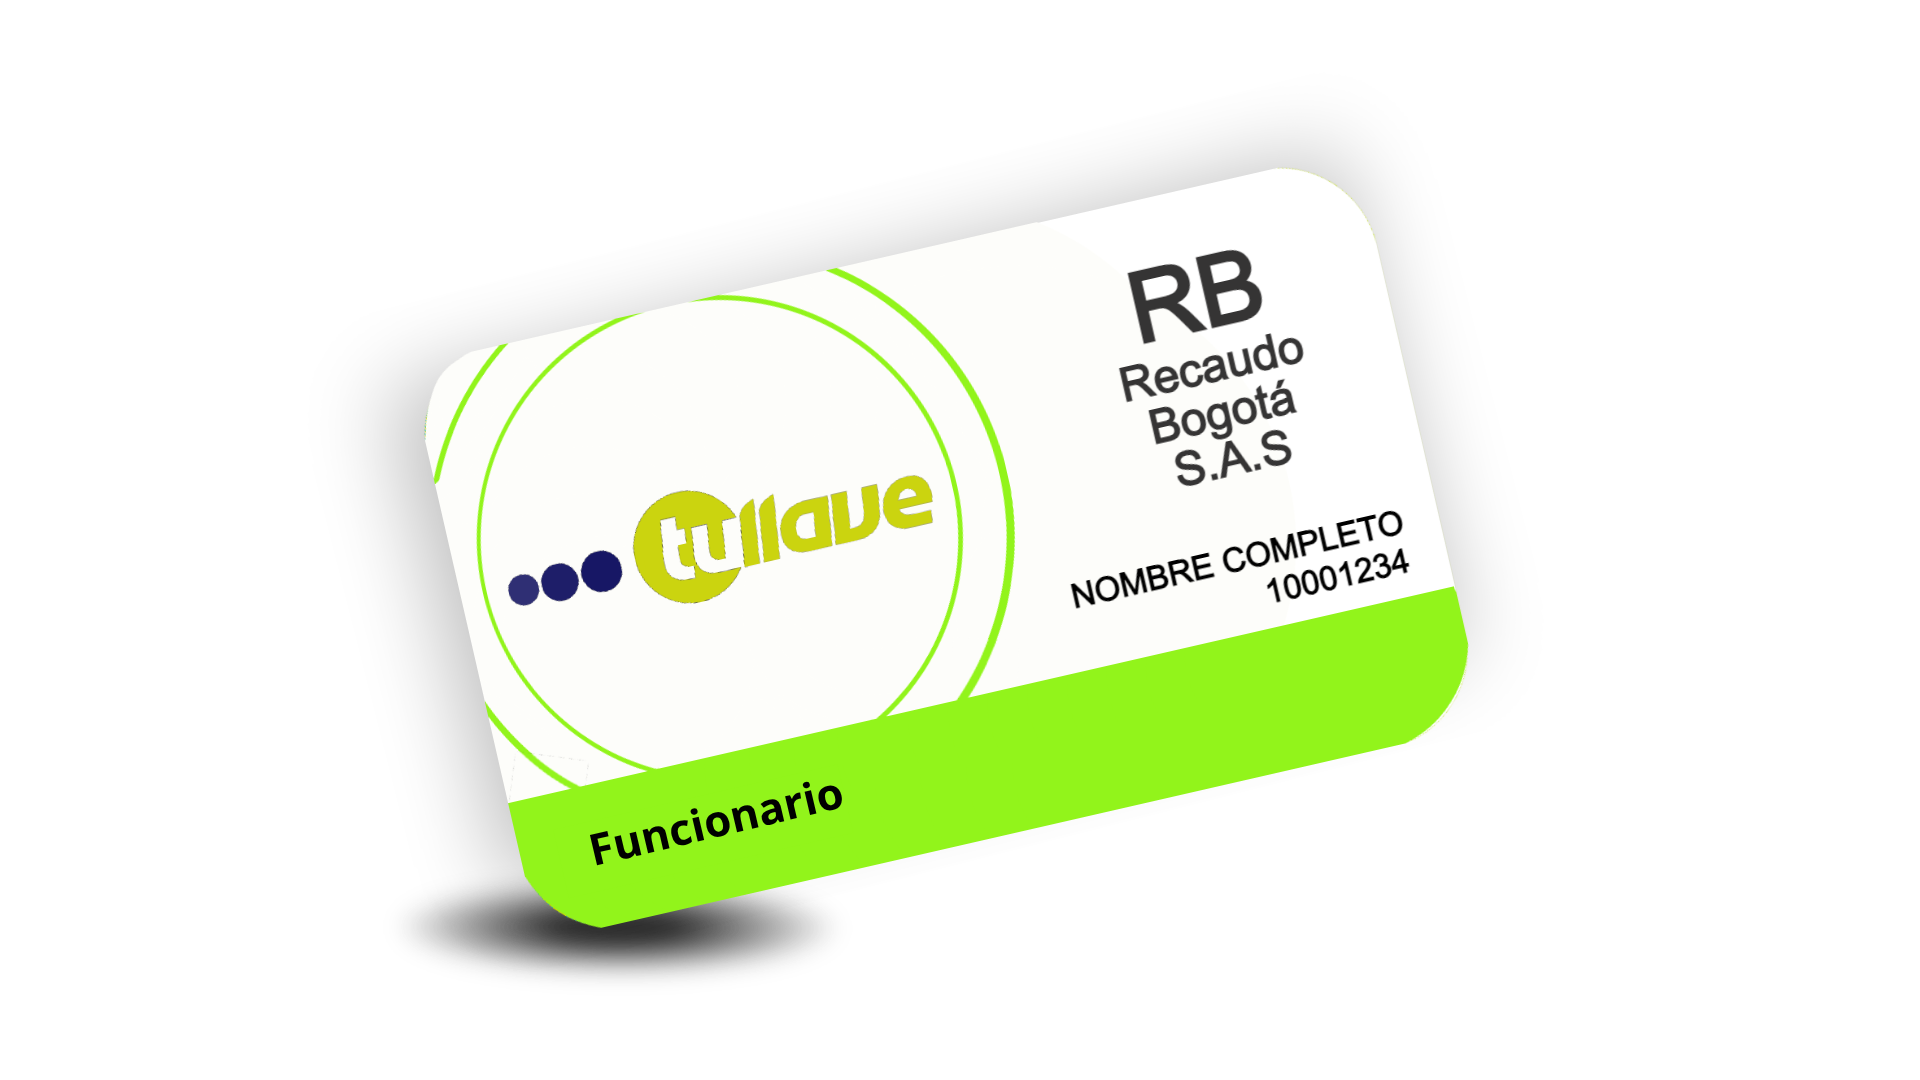 tullave
RB
Recaudo
Bogotá
S.A.S
NOMBRE COMPLETO
10001234
Funcionario